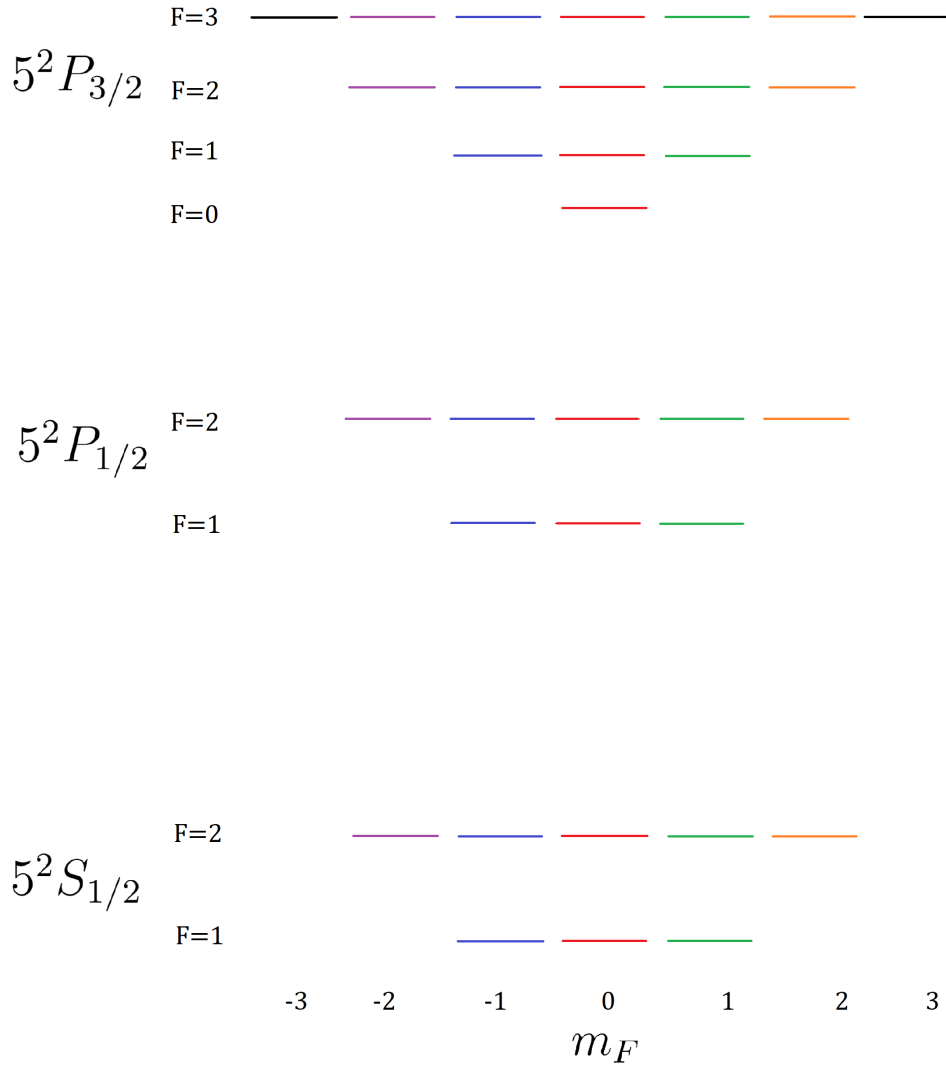 F=3
5²P₃/₂
F=2
F=1
F=0
F=2
5²P₁/₂
F=1
F=2
5²S₁/₂
F=1
-3 -2 -1 0 1 2 3
m_F